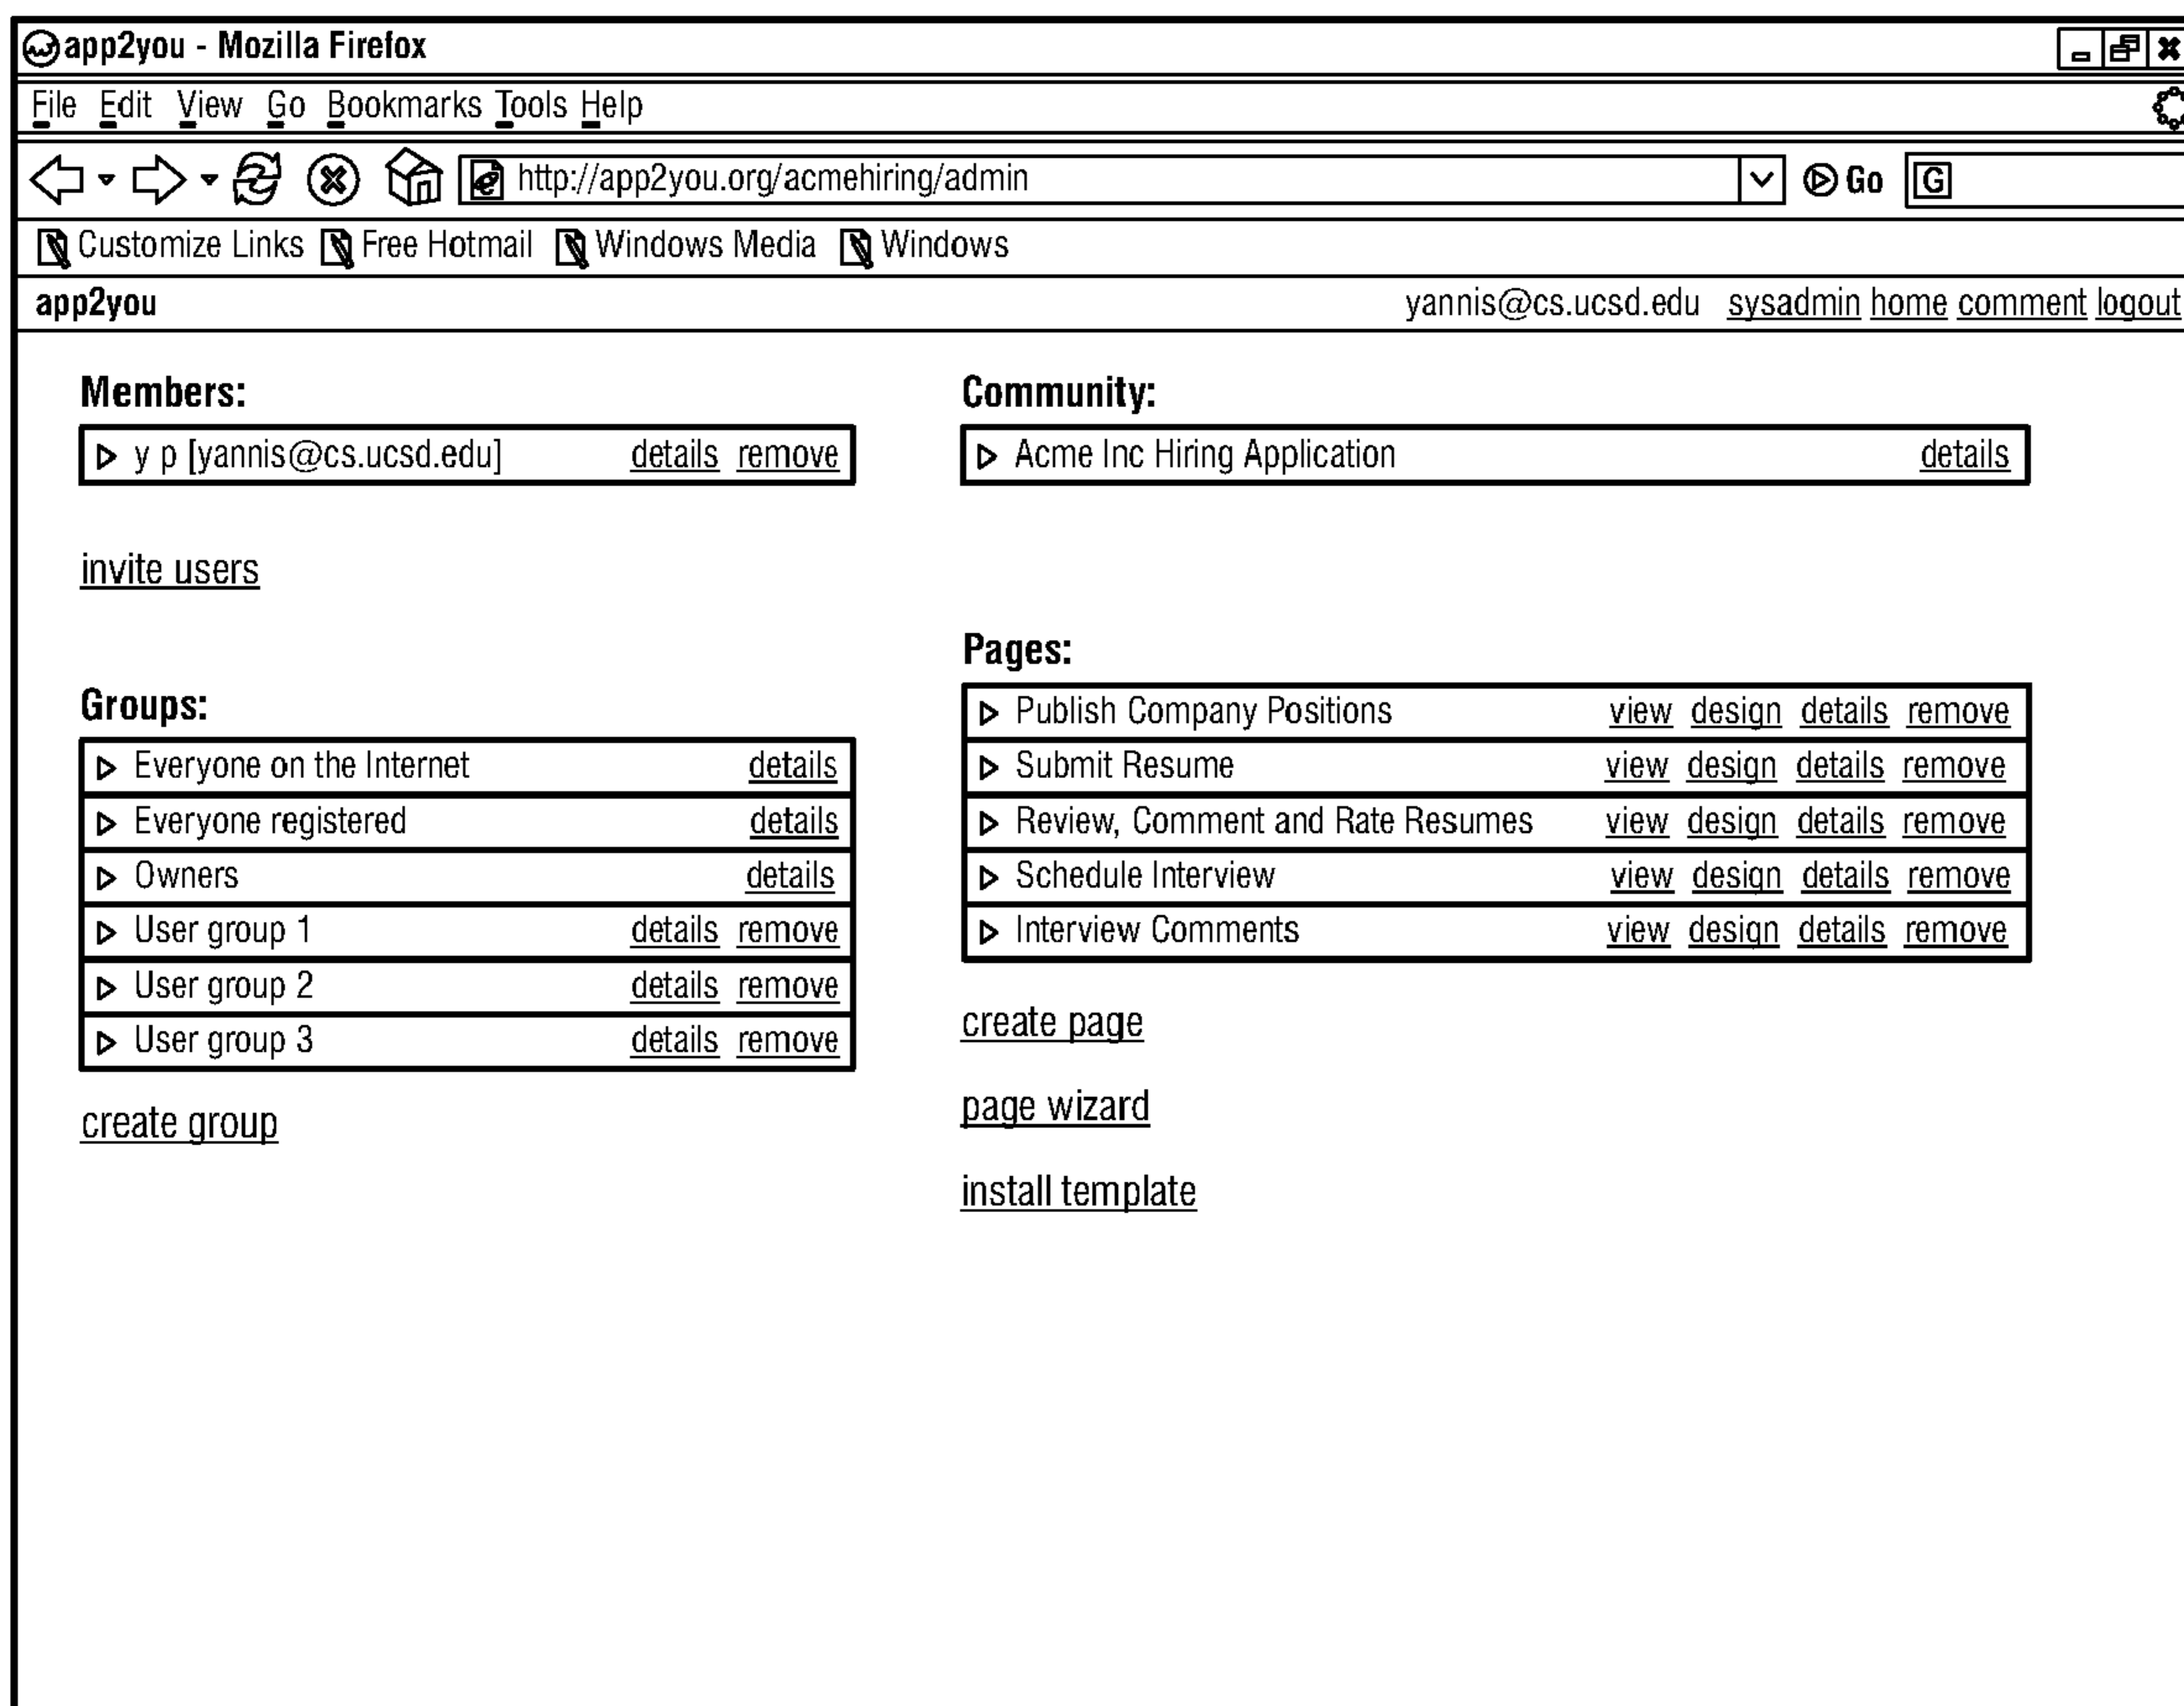 app2you - Mozilla Firefox
File Edit View Go Bookmarks Tools Help
http://app2you.org/acmehiring/admin Go G
Customize Links Free Hotmail Windows Media Windows
app2you yannis@cs.ucsd.edu sysadmin home comment logout
Members:
y p [yannis@cs.ucsd.edu] details remove
invite users
Groups:
Everyone on the Internet details
Everyone registered details
Owners details
User group 1 details remove
User group 2 details remove
User group 3 details remove
create group
Community:
Acme Inc Hiring Application details
Pages:
Publish Company Positions view design details remove
Submit Resume view design details remove
Review, Comment and Rate Resumes view design details remove
Schedule Interview view design details remove
Interview Comments view design details remove
create page
page wizard
install template